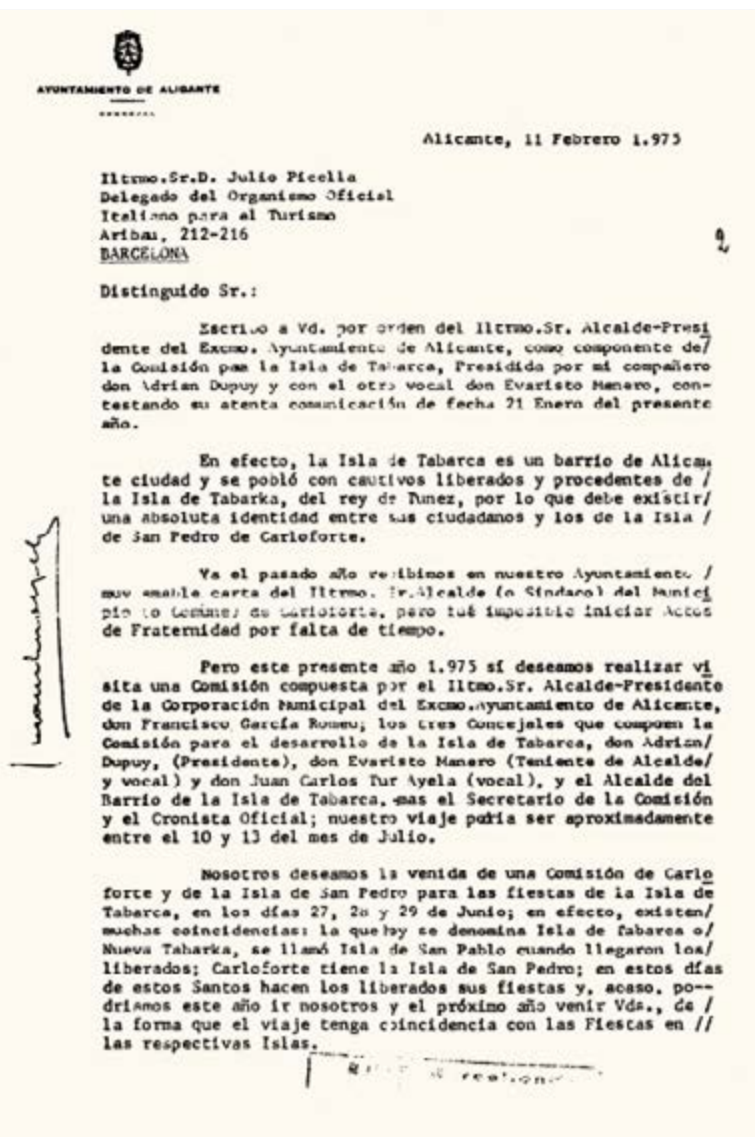 AYUNTAMIENTO DE ALICANTE
Alicante, 11 Febrero 1.975
Iltmo.Sr.D. Julio Picella
Delegado del Organismo Oficial
Italiano para el Turismo
Aribau, 212-216
BARCELONA
2
Distinguido Sr.:
Escribo a Vd. por orden del Iltmo.Sr. Alcalde-Presi
dente del Excmo. Ayuntamiento de Alicante, como componente de/
la Comisión para la Isla de Tabarca, Presidida por mi compañero
don Adrian Dupuy y con el otro vocal don Evaristo Manero, con-
testando su atenta comunicación de fecha 21 Enero del presente
año.
En efecto, la Isla de Tabarca es un barrio de Alican
te ciudad y se pobló con cautivos liberados y procedentes de /
la Isla de Tabarka, del rey de Tunez, por lo que debe existir/
una absoluta identidad entre sus ciudadanos y los de la Isla /
de San Pedro de Carloforte.
Ya el pasado año recibimos en nuestro Ayuntamiento /
muy amable carta del Iltmo. Sr.Alcalde (o Sindaco) del Munici
pio (o Comune) de Carloforte, pero fué imposible iniciar Actos
de Fraternidad por falta de tiempo.
Pero este presente año 1.975 sí deseamos realizar vi
sita una Comisión compuesta por el Iltmo.Sr. Alcalde-Presidente
de la Corporación Municipal del Excmo.Ayuntamiento de Alicante,
don Francisco García Romeu; los tres Concejales que componen la
Comisión para el desarrollo de la Isla de Tabarca, don Adrian/
Dupuy, (Presidente), don Evaristo Manero (Teniente de Alcalde/
y vocal) y don Juan Carlos Tur Ayela (vocal), y el Alcalde del
Barrio de la Isla de Tabarca, mas el Secretario de la Comisión
y el Cronista Oficial; nuestro viaje podria ser aproximadamente
entre el 10 y 13 del mes de Julio.
Nosotros deseamos la venida de una Comisión de Carlo
forte y de la Isla de San Pedro para las fiestas de la Isla de
Tabarca, en los días 27, 28 y 29 de Junio; en efecto, existen/
muchas coincidencias: la que hoy se denomina Isla de Tabarca o/
Nueva Tabarka, se llamó Isla de San Pablo cuando llegaron los/
liberados; Carloforte tiene la Isla de San Pedro; en estos días
de estos Santos hacen los liberados sus fiestas y, acaso, po--
driamos este año ir nosotros y el próximo año venir Vds., de /
la forma que el viaje tenga coincidencia con las Fiestas en //
las respectivas Islas.